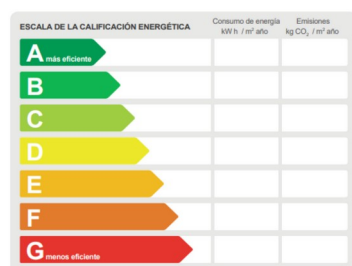 ESCALA DE LA CALIFICACIÓN ENERGÉTICA
Consumo de energía
kW h / m² año
Emisiones
kg CO₂ / m² año
A más eficiente
B
C
D
E
F
G menos eficiente